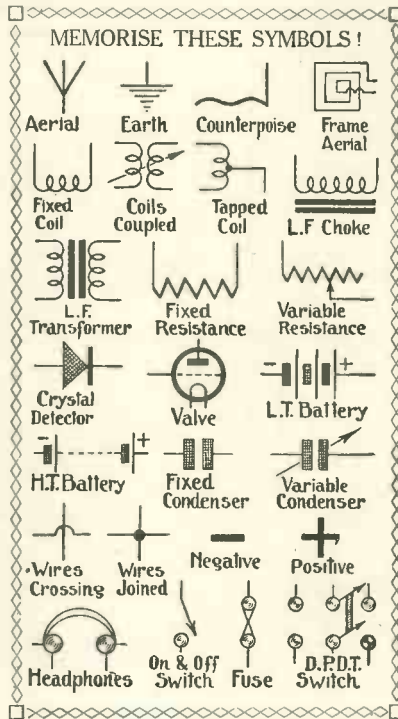 MEMORISE THESE SYMBOLS!
Aerial
Earth
Counterpoise
Frame
Aerial
Fixed
Coil
Coils
Coupled
Tapped
Coil
L.F Choke
L.F.
Transformer
Fixed
Resistance
Variable
Resistance
Crystal
Detector
Valve
- +
L.T. Battery
- +
H.T. Battery
Fixed
Condenser
Variable
Condenser
Wires
Crossing
Wires
Joined
Negative
Positive
Headphones
On & Off
Switch
Fuse
D.P.D.T.
Switch